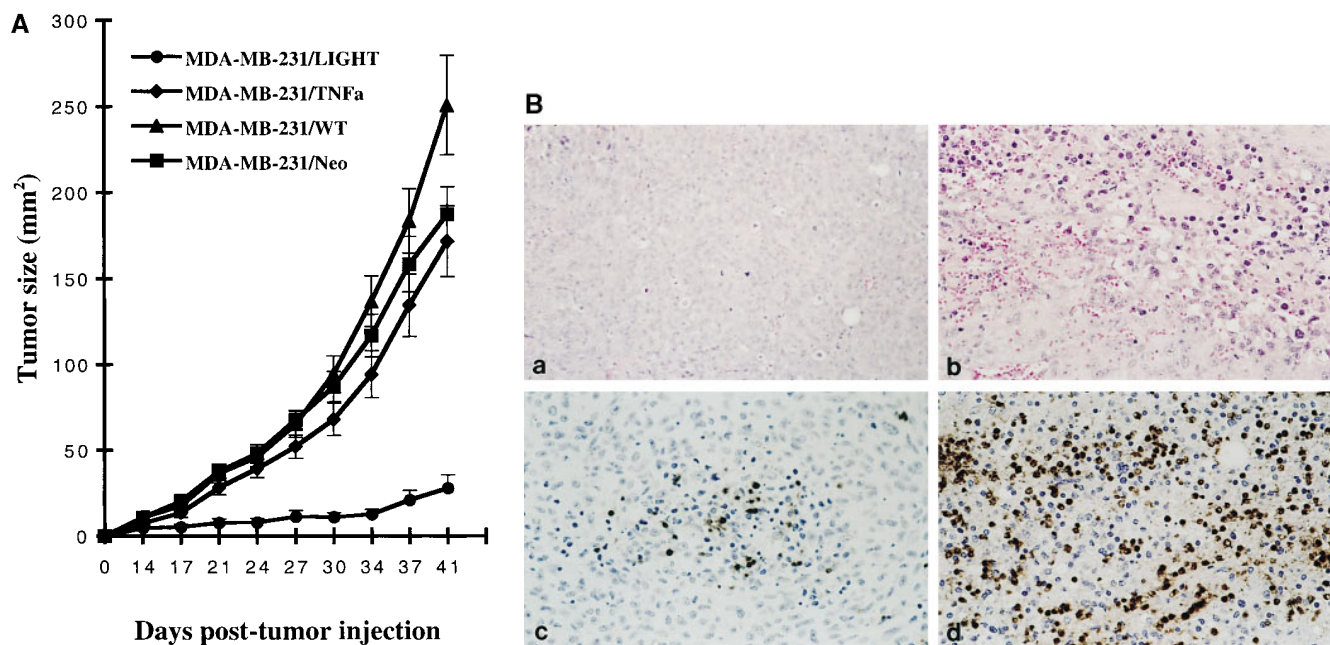 A
300
250
200
150
100
50
0
Tumor size (mm²)
MDA-MB-231/LIGHT
MDA-MB-231/TNFa
MDA-MB-231/WT
MDA-MB-231/Neo
0 14 17 21 24 27 30 34 37 41
Days post-tumor injection
B
a
b
c
d